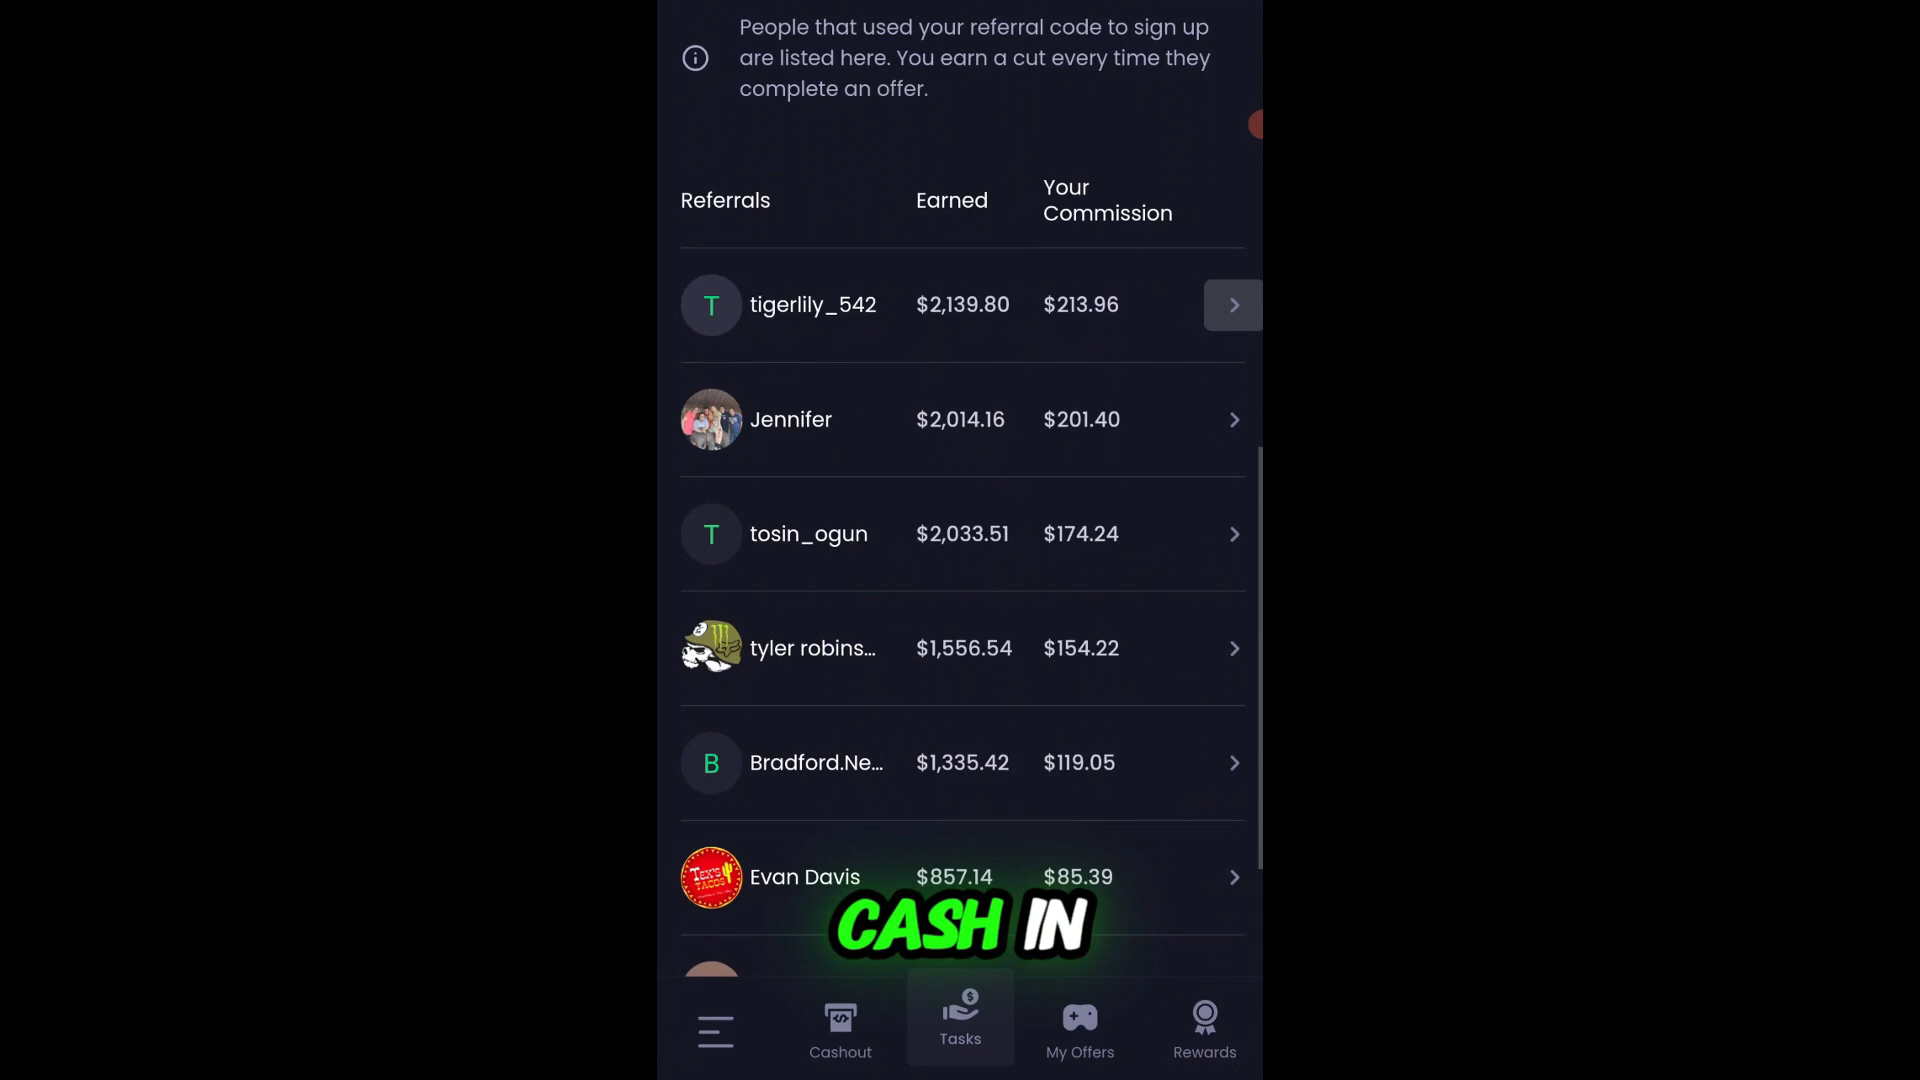 People that used your referral code to sign up
are listed here. You earn a cut every time they
complete an offer.
Referrals Earned Your
Commission
T tigerlily_542 $2,139.80 $213.96
Jennifer $2,014.16 $201.40
T tosin_ogun $2,033.51 $174.24
tyler robins... $1,556.54 $154.22
B Bradford.Ne... $1,335.42 $119.05
TEX'S TACOS Evan Davis $857.14 $85.39
CASH IN
Cashout Tasks My Offers Rewards